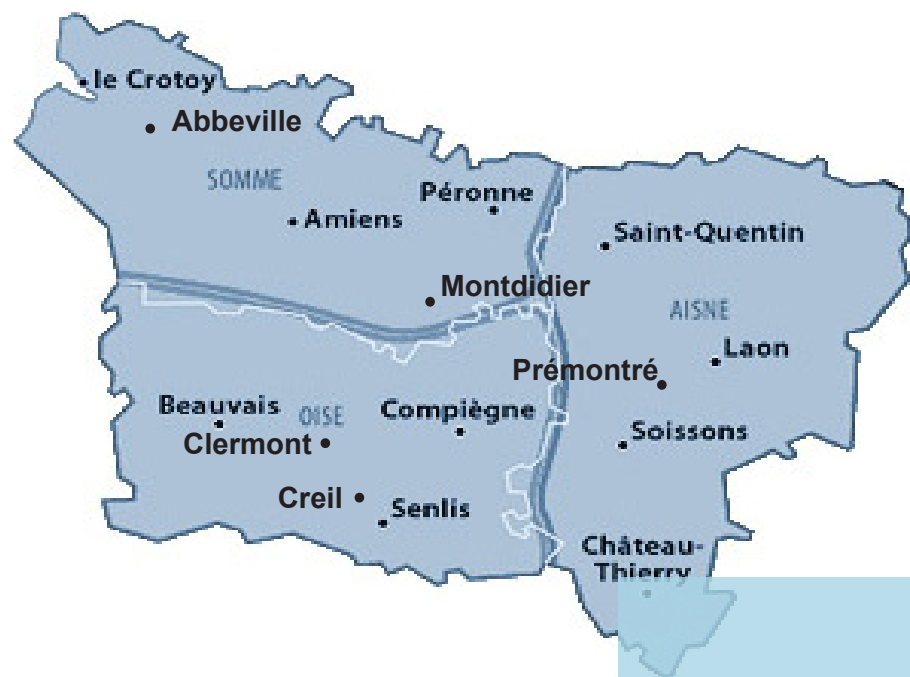 le Crotoy
Abbeville
SOMME
Péronne
Amiens
Saint-Quentin
Montdidier
AISNE
Laon
Prémontré
Beauvais
OISE
Compiègne
Clermont
Soissons
Creil
Senlis
Château-
Thierry